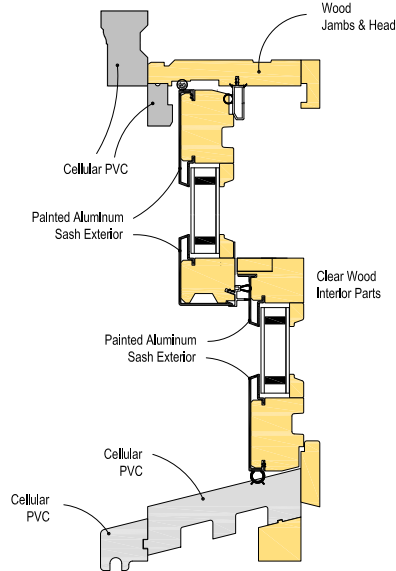 Wood
Jambs & Head
Cellular PVC
Painted Aluminum
Sash Exterior
Clear Wood
Interior Parts
Painted Aluminum
Sash Exterior
Cellular
PVC
Cellular
PVC